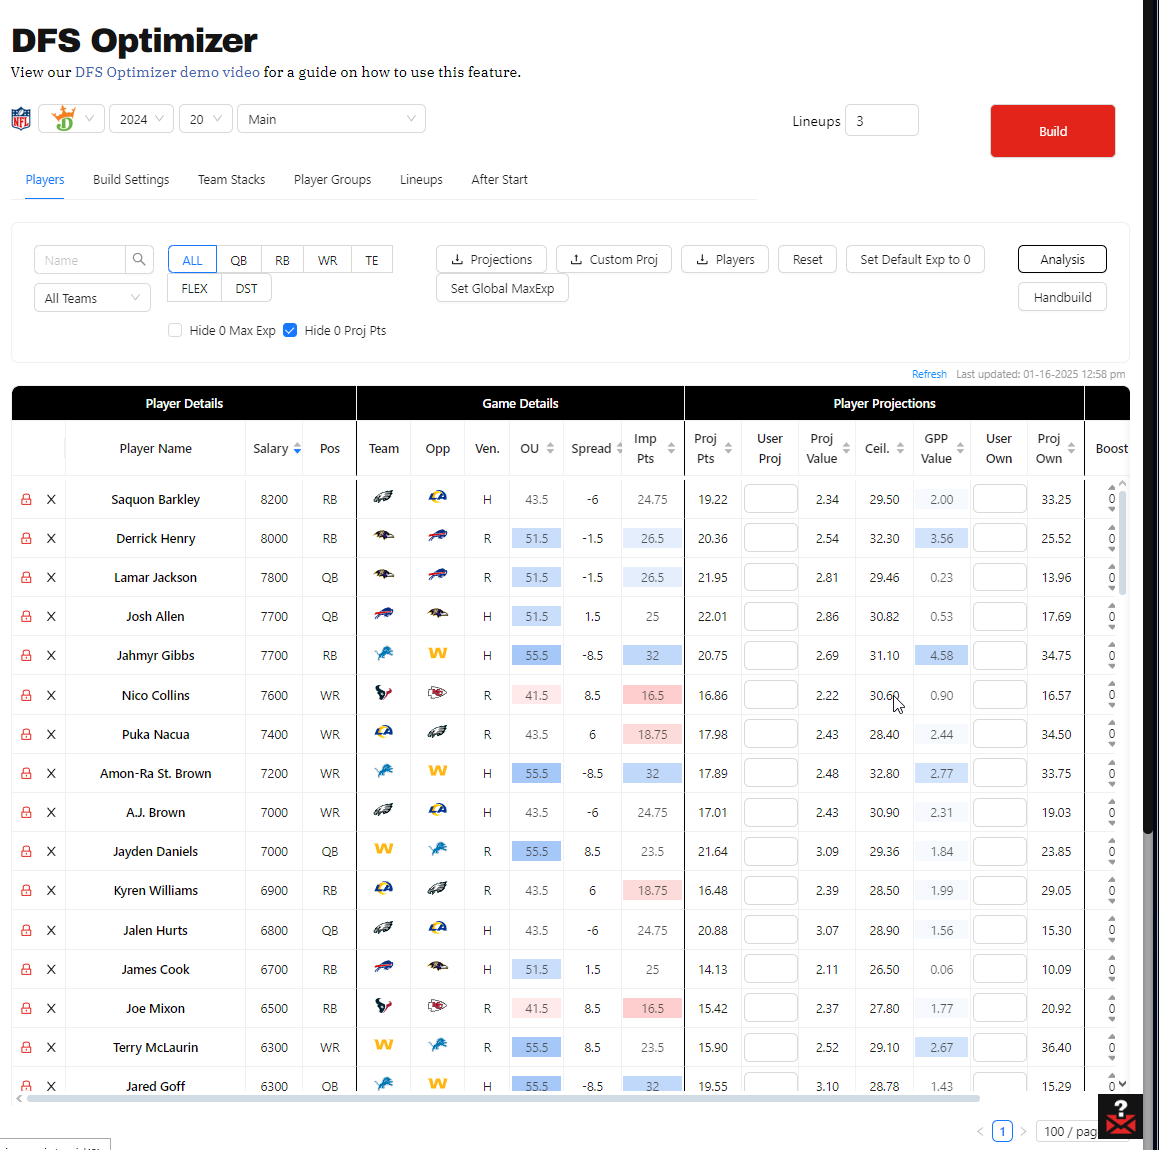 DFS Optimizer
View our DFS Optimizer demo video for a guide on how to use this feature.
NFL 2024 20 Main Lineups 3 Build
Players Build Settings Team Stacks Player Groups Lineups After Start
Name ALL QB RB WR TE Projections Custom Proj Players Reset Set Default Exp to 0 Analysis
All Teams FLEX DST Set Global MaxExp Handbuild
Hide 0 Max Exp Hide 0 Proj Pts
Refresh Last updated: 01-16-2025 12:58 pm
Player Details Game Details Player Projections
Player Name Salary Pos Team Opp Ven. OU Spread Imp Pts Proj Pts User Proj Proj Value Ceil. GPP Value User Own Proj Own Boost
X Saquon Barkley 8200 RB H 43.5 -6 24.75 19.22 2.34 29.50 2.00 33.25 0
X Derrick Henry 8000 RB R 51.5 -1.5 26.5 20.36 2.54 32.30 3.56 25.52 0
X Lamar Jackson 7800 QB R 51.5 -1.5 26.5 21.95 2.81 29.46 0.23 13.96 0
X Josh Allen 7700 QB H 51.5 1.5 25 22.01 2.86 30.82 0.53 17.69 0
X Jahmyr Gibbs 7700 RB W H 55.5 -8.5 32 20.75 2.69 31.10 4.58 34.75 0
X Nico Collins 7600 WR R 41.5 8.5 16.5 16.86 2.22 30.60 0.90 16.57 0
X Puka Nacua 7400 WR R 43.5 6 18.75 17.98 2.43 28.40 2.44 34.50 0
X Amon-Ra St. Brown 7200 WR W H 55.5 -8.5 32 17.89 2.48 32.80 2.77 33.75 0
X A.J. Brown 7000 WR H 43.5 -6 24.75 17.01 2.43 30.90 2.31 19.03 0
X Jayden Daniels 7000 QB W R 55.5 8.5 23.5 21.64 3.09 29.36 1.84 23.85 0
X Kyren Williams 6900 RB R 43.5 6 18.75 16.48 2.39 28.50 1.99 29.05 0
X Jalen Hurts 6800 QB H 43.5 -6 24.75 20.88 3.07 28.90 1.56 15.30 0
X James Cook 6700 RB H 51.5 1.5 25 14.13 2.11 26.50 0.06 10.09 0
X Joe Mixon 6500 RB R 41.5 8.5 16.5 15.42 2.37 27.80 1.77 20.92 0
X Terry McLaurin 6300 WR W R 55.5 8.5 23.5 15.90 2.52 29.10 2.67 36.40 0
X Jared Goff 6300 QB W H 55.5 -8.5 32 19.55 3.10 28.78 1.43 15.29 0
1 100 / pag ?